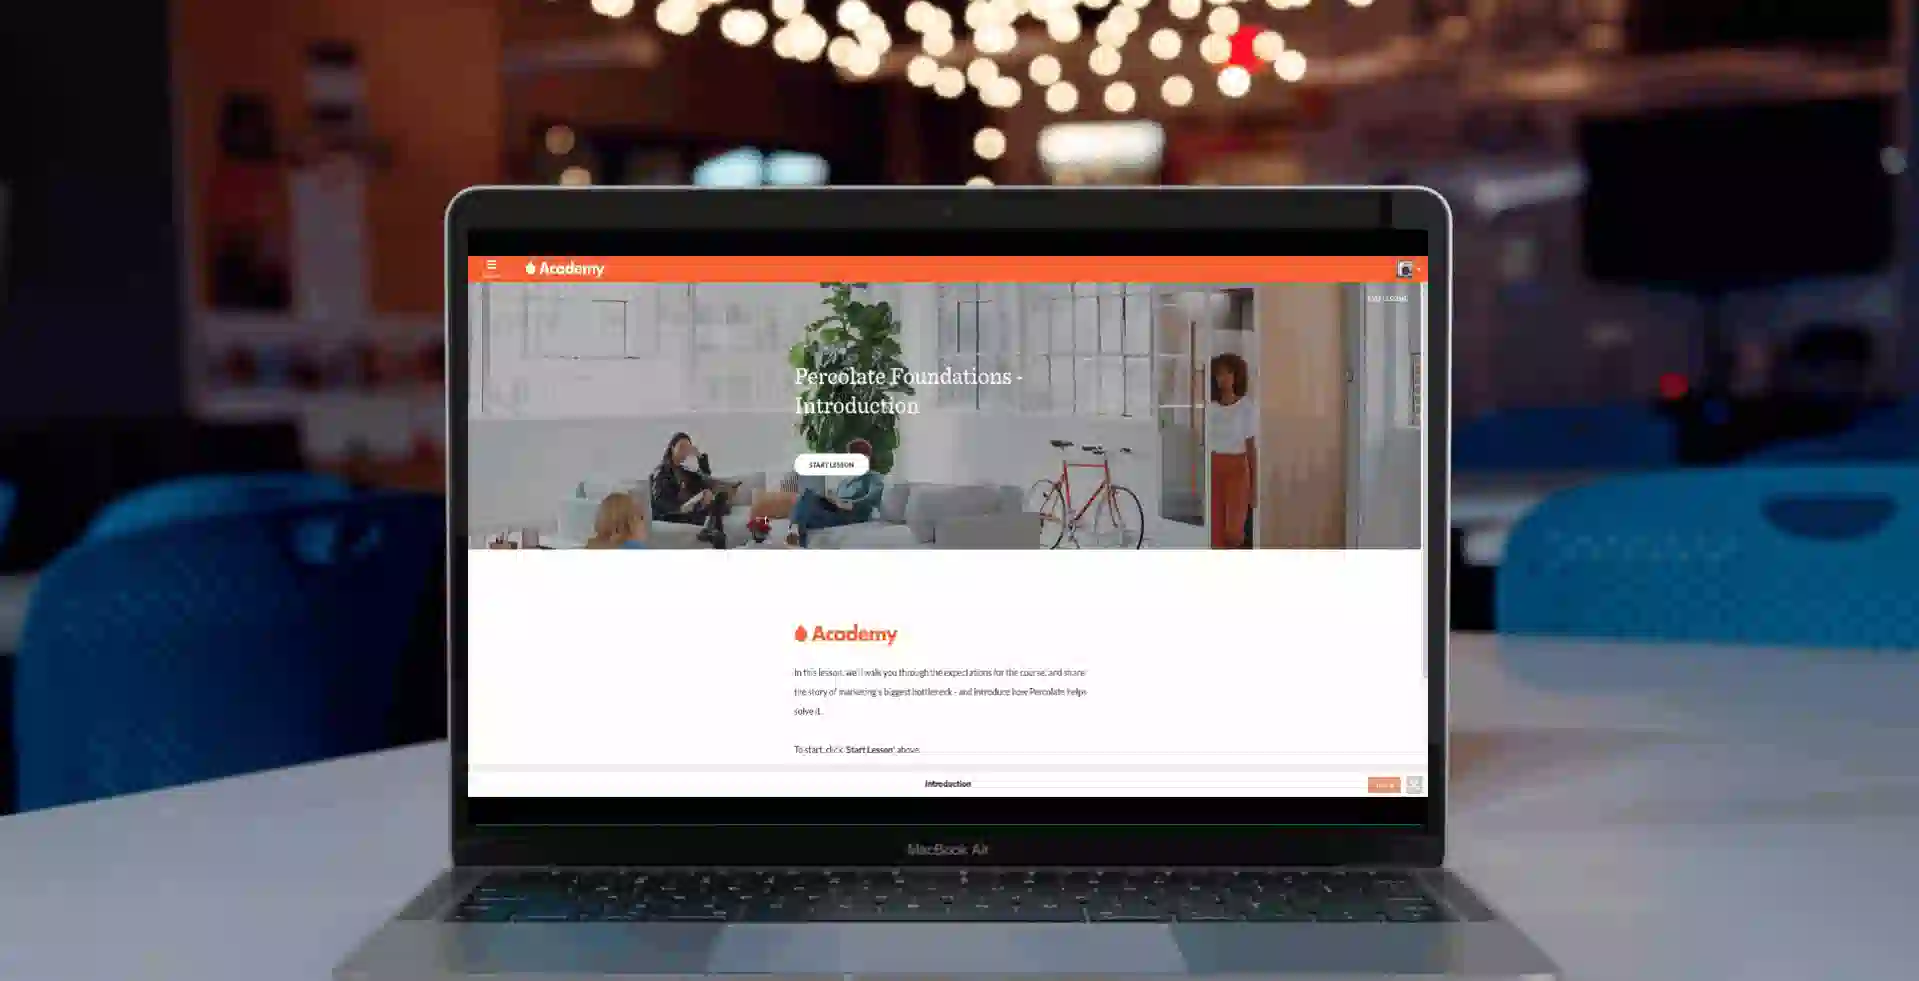 Academy
Percolate Foundations -
Introduction
START LESSON
Academy
In this lesson, we'll walk you through the expectations for the course, and share
the story of marketing's biggest bottleneck - and introduce how Percolate helps
solve it.
To start, click 'Start Lesson' above.
Introduction
MacBook Air